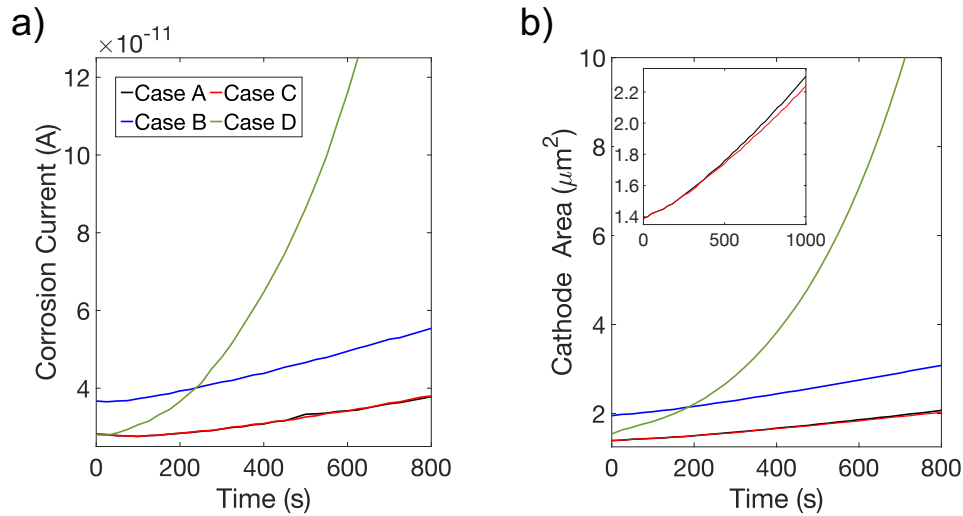 a)
×10⁻¹¹
12
10
8
6
4
Corrosion Current (A)
Case A Case C
Case B Case D
0 200 400 600 800
Time (s)
b)
10
8
6
4
2
Cathode Area (μm²)
2.2
2.0
1.8
1.6
1.4
0 500 1000
0 200 400 600 800
Time (s)